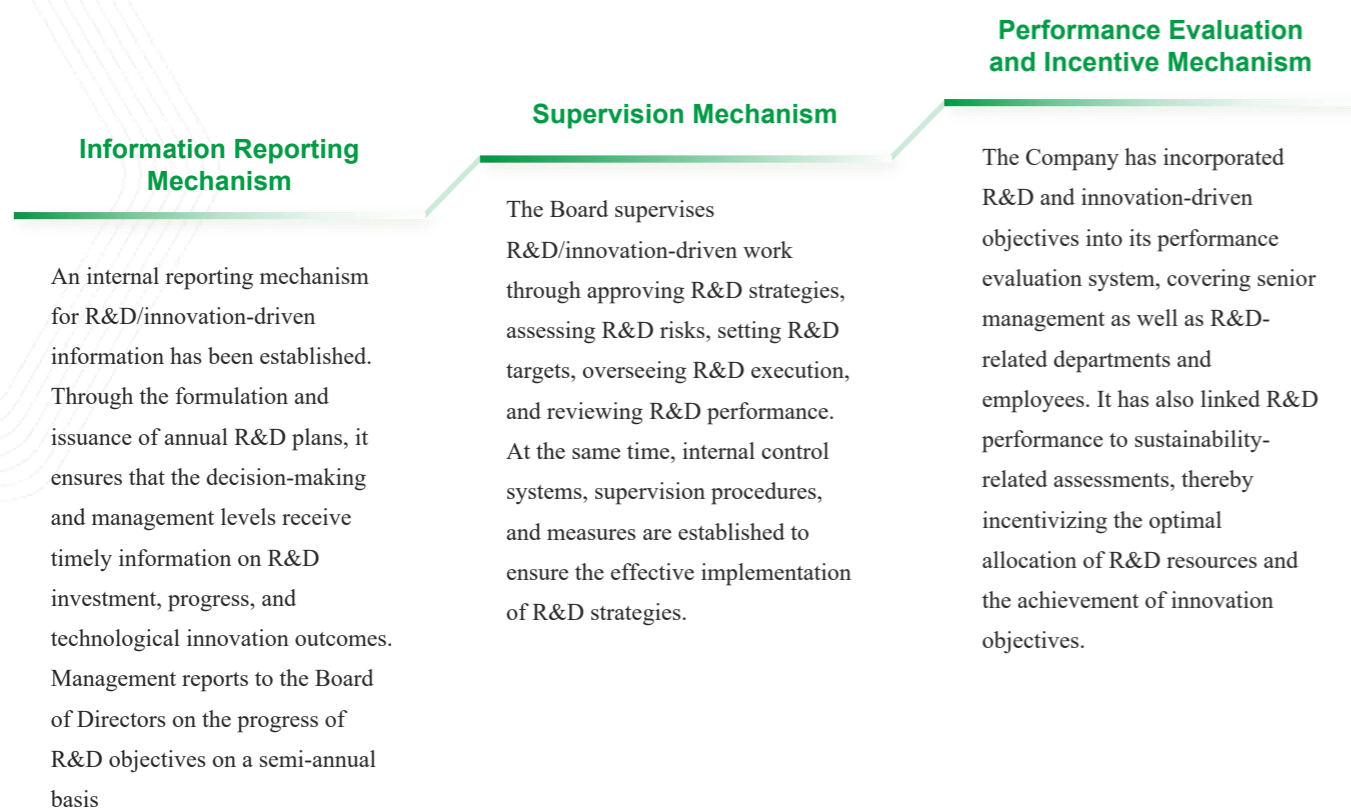 Information Reporting
Mechanism
An internal reporting mechanism
for R&D/innovation-driven
information has been established.
Through the formulation and
issuance of annual R&D plans, it
ensures that the decision-making
and management levels receive
timely information on R&D
investment, progress, and
technological innovation outcomes.
Management reports to the Board
of Directors on the progress of
R&D objectives on a semi-annual
basis
Supervision Mechanism
The Board supervises
R&D/innovation-driven work
through approving R&D strategies,
assessing R&D risks, setting R&D
targets, overseeing R&D execution,
and reviewing R&D performance.
At the same time, internal control
systems, supervision procedures,
and measures are established to
ensure the effective implementation
of R&D strategies.
Performance Evaluation
and Incentive Mechanism
The Company has incorporated
R&D and innovation-driven
objectives into its performance
evaluation system, covering senior
management as well as R&D-
related departments and
employees. It has also linked R&D
performance to sustainability-
related assessments, thereby
incentivizing the optimal
allocation of R&D resources and
the achievement of innovation
objectives.